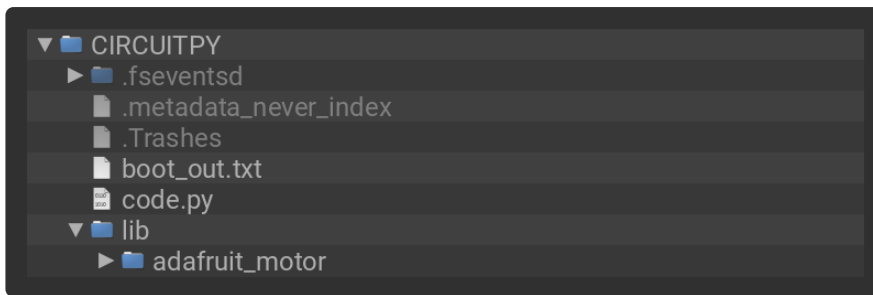 CIRCUITPY
.fseventsd
.metadata_never_index
.Trashes
boot_out.txt
code.py
lib
adafruit_motor